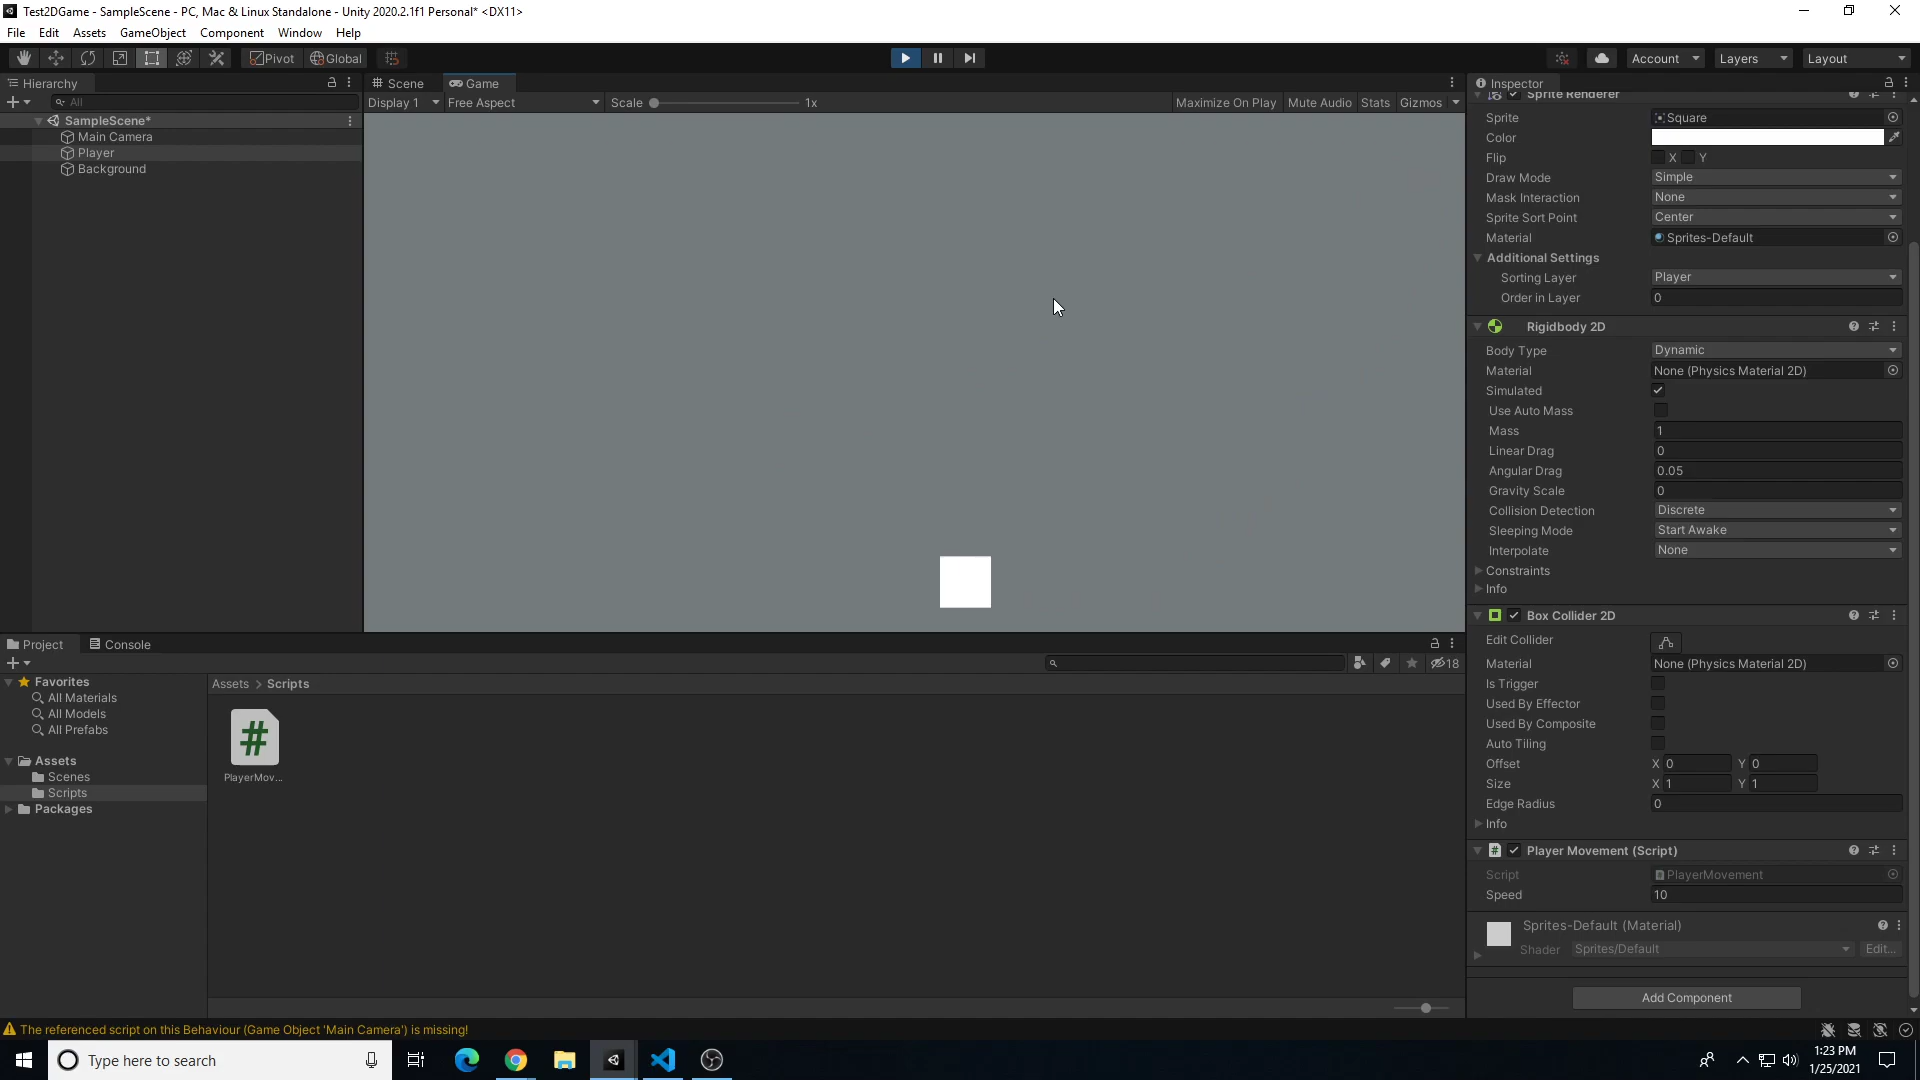 Test2DGame - SampleScene - PC, Mac & Linux Standalone - Unity 2020.2.1f1 Personal* <DX11>
File Edit Assets GameObject Component Window Help
Pivot Global
Account Layers Layout
Hierarchy
All
SampleScene*
Main Camera
Player
Background
Scene Game
Display 1 Free Aspect Scale 1x Maximize On Play Mute Audio Stats Gizmos
Inspector
Sprite Renderer
Sprite Square
Color
Flip X Y
Draw Mode Simple
Mask Interaction None
Sprite Sort Point Center
Material Sprites-Default
Additional Settings
Sorting Layer Player
Order in Layer 0
Rigidbody 2D
Body Type Dynamic
Material None (Physics Material 2D)
Simulated
Use Auto Mass
Mass 1
Linear Drag 0
Angular Drag 0.05
Gravity Scale 0
Collision Detection Discrete
Sleeping Mode Start Awake
Interpolate None
Constraints
Info
Box Collider 2D
Edit Collider
Material None (Physics Material 2D)
Is Trigger
Used By Effector
Used By Composite
Auto Tiling
Offset X 0 Y 0
Size X 1 Y 1
Edge Radius 0
Info
Player Movement (Script)
Script PlayerMovement
Speed 10
Sprites-Default (Material)
Shader Sprites/Default Edit...
Add Component
Project Console
18
Favorites
All Materials
All Models
All Prefabs
Assets
Scenes
Scripts
Packages
Assets > Scripts
#
PlayerMov...
The referenced script on this Behaviour (Game Object 'Main Camera') is missing!
Type here to search
1:23 PM
1/25/2021